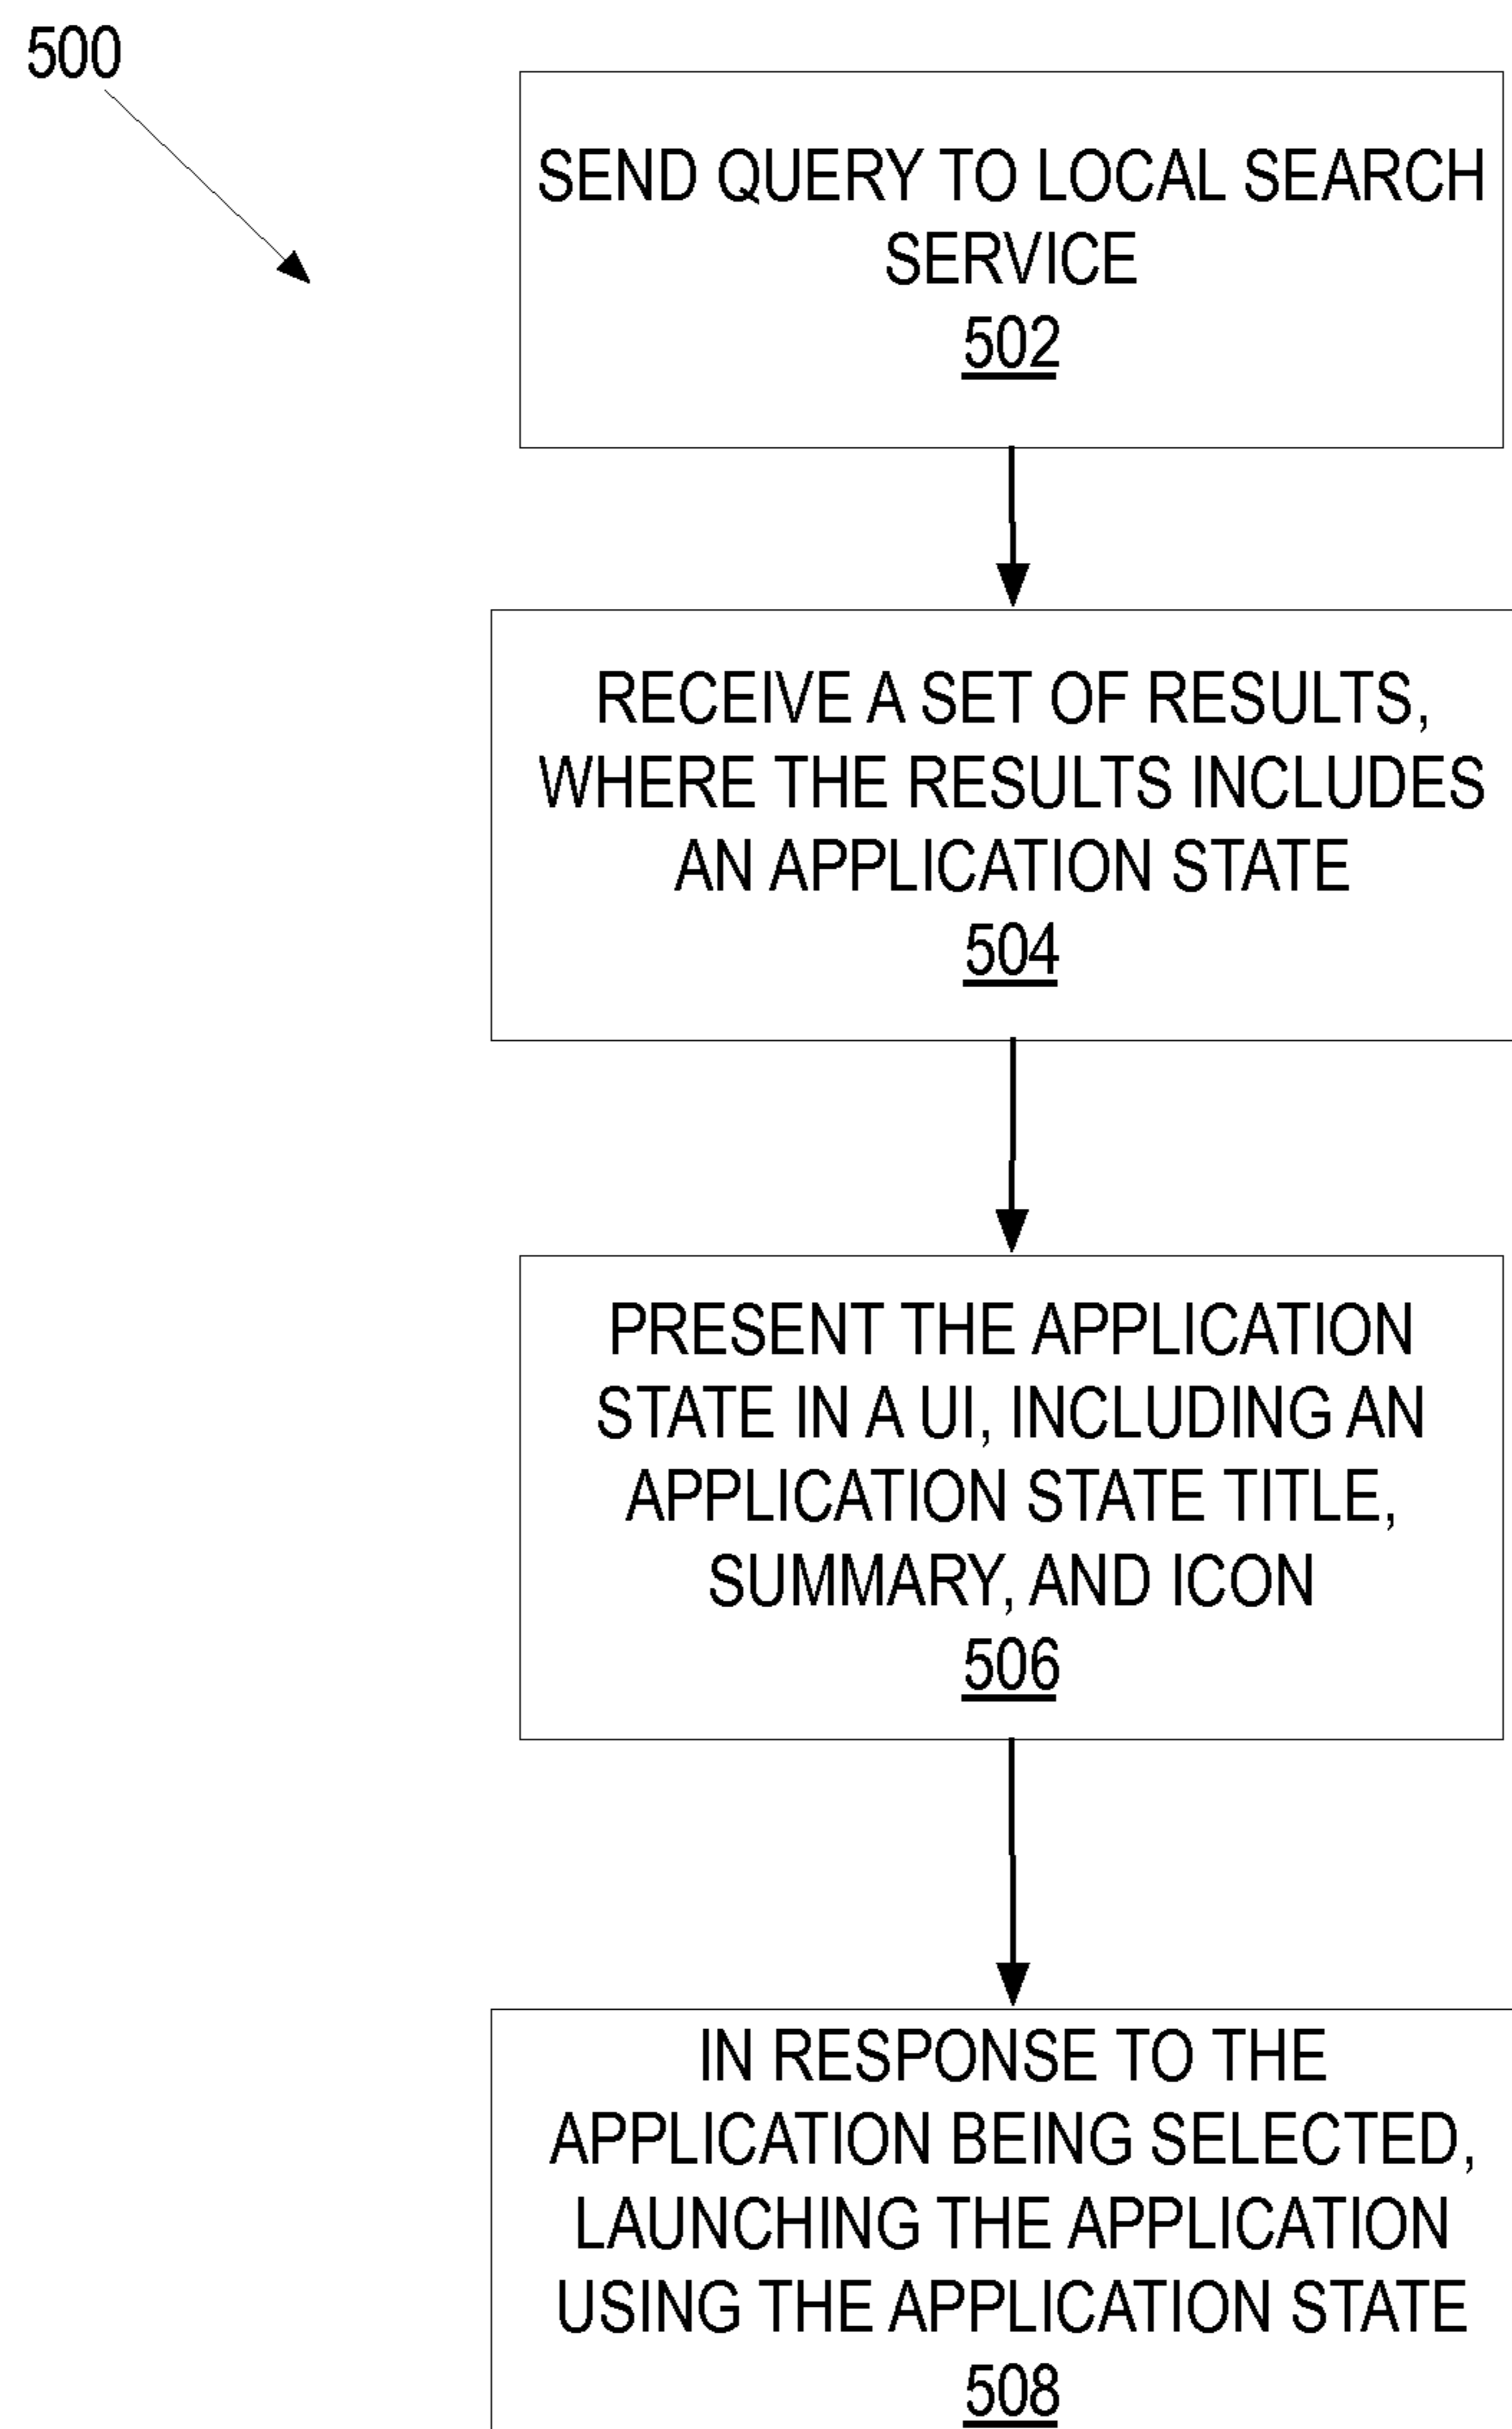 500
SEND QUERY TO LOCAL SEARCH
SERVICE
502
RECEIVE A SET OF RESULTS,
WHERE THE RESULTS INCLUDES
AN APPLICATION STATE
504
PRESENT THE APPLICATION
STATE IN A UI, INCLUDING AN
APPLICATION STATE TITLE,
SUMMARY, AND ICON
506
IN RESPONSE TO THE
APPLICATION BEING SELECTED,
LAUNCHING THE APPLICATION
USING THE APPLICATION STATE
508